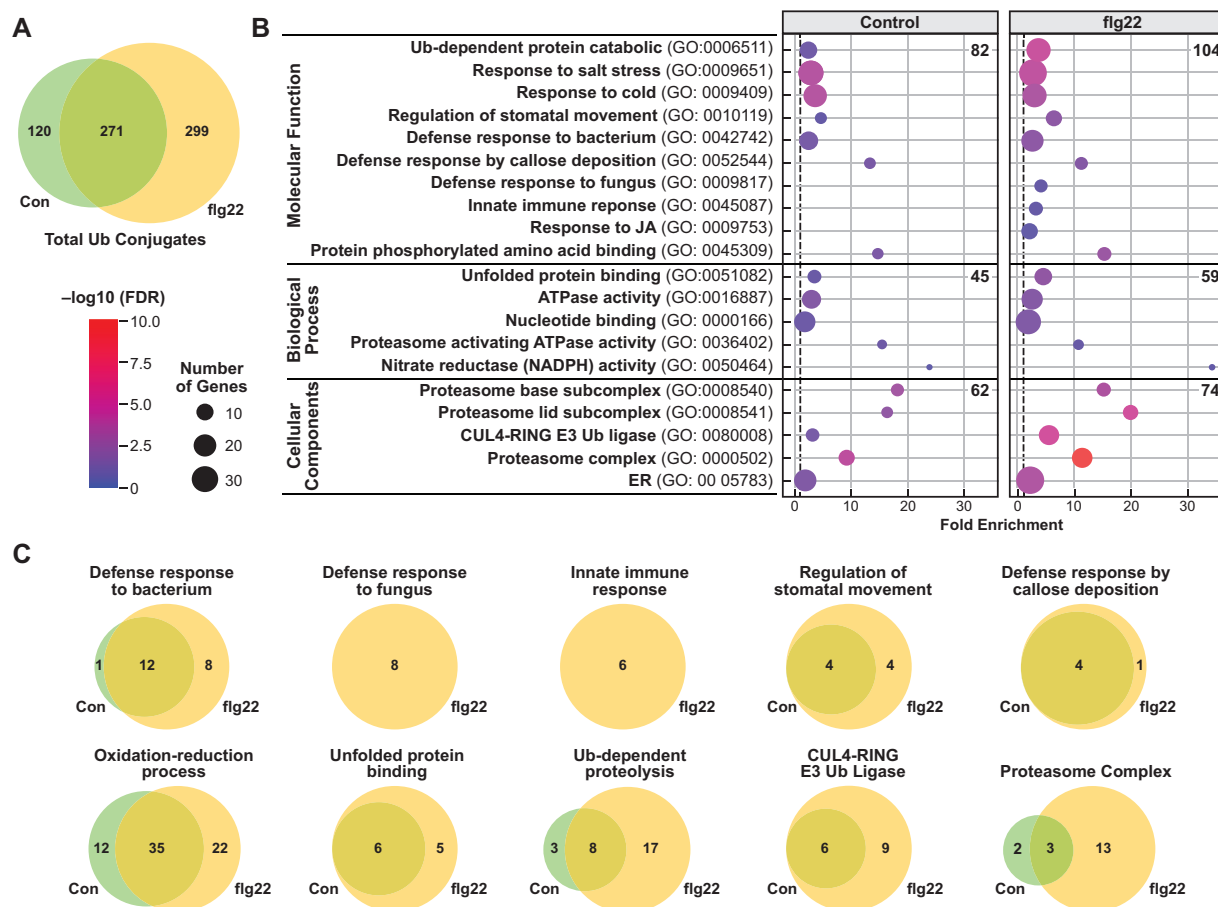 A
120
271
299
Con
flg22
Total Ub Conjugates
–log10 (FDR)
10.0
7.5
5.0
2.5
0
Number
of Genes
10
20
30
B
Control
flg22
Molecular Function
Ub-dependent protein catabolic (GO:0006511)
82
104
Response to salt stress (GO:0009651)
Response to cold (GO: 0009409)
Regulation of stomatal movement (GO: 0010119)
Defense response to bacterium (GO: 0042742)
Defense response by callose deposition (GO: 0052544)
Defense response to fungus (GO: 0009817)
Innate immune reponse (GO: 0045087)
Response to JA (GO: 0009753)
Protein phosphorylated amino acid binding (GO: 0045309)
Biological
Process
Unfolded protein binding (GO:0051082)
45
59
ATPase activity (GO:0016887)
Nucleotide binding (GO: 0000166)
Proteasome activating ATPase activity (GO: 0036402)
Nitrate reductase (NADPH) activity (GO: 0050464)
Cellular
Components
Proteasome base subcomplex (GO:0008540)
62
74
Proteasome lid subcomplex (GO:0008541)
CUL4-RING E3 Ub ligase (GO: 0080008)
Proteasome complex (GO: 0000502)
ER (GO: 00 05783)
0 10 20 30
0 10 20 30
Fold Enrichment
C
Defense response
to bacterium
1 12 8
Con
flg22
Defense response
to fungus
8
flg22
Innate immune
response
6
flg22
Regulation of
stomatal movement
4 4
Con
flg22
Defense response by
callose deposition
4 1
Con
flg22
Oxidation-reduction
process
12 35 22
Con
flg22
Unfolded protein
binding
6 5
Con
flg22
Ub-dependent
proteolysis
3 8 17
Con
flg22
CUL4-RING
E3 Ub Ligase
6 9
Con
flg22
Proteasome Complex
2 3 13
Con
flg22